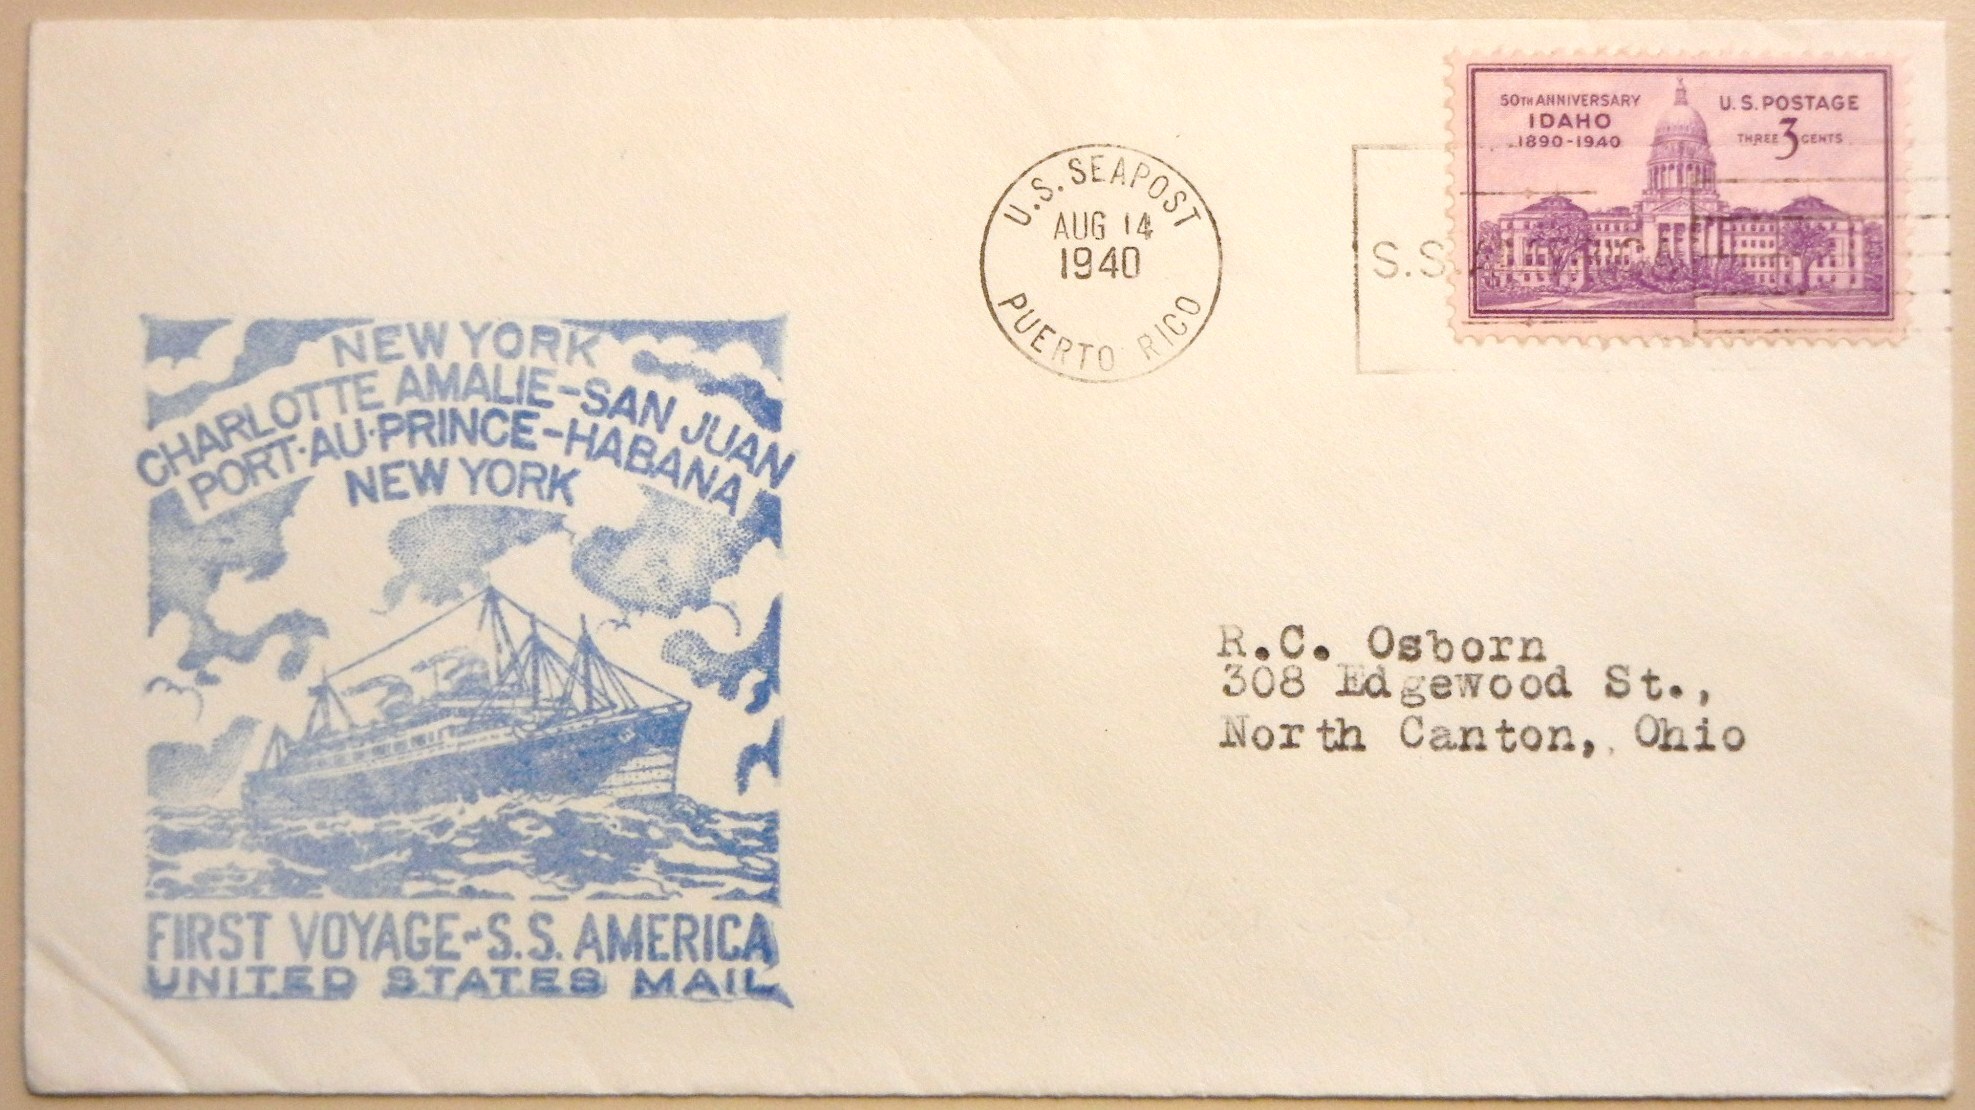 NEW YORK
CHARLOTTE AMALIE-SAN JUAN
PORT-AU-PRINCE-HABANA
NEW YORK
FIRST VOYAGE-S.S. AMERICA
UNITED STATES MAIL
U.S. SEAPOST
AUG 14
1940
PUERTO RICO
S.S. AMERICA
50TH ANNIVERSARY
IDAHO
1890-1940
U.S. POSTAGE
THREE 3 CENTS
R.C. Osborn
308 Edgewood St.,
North Canton, Ohio